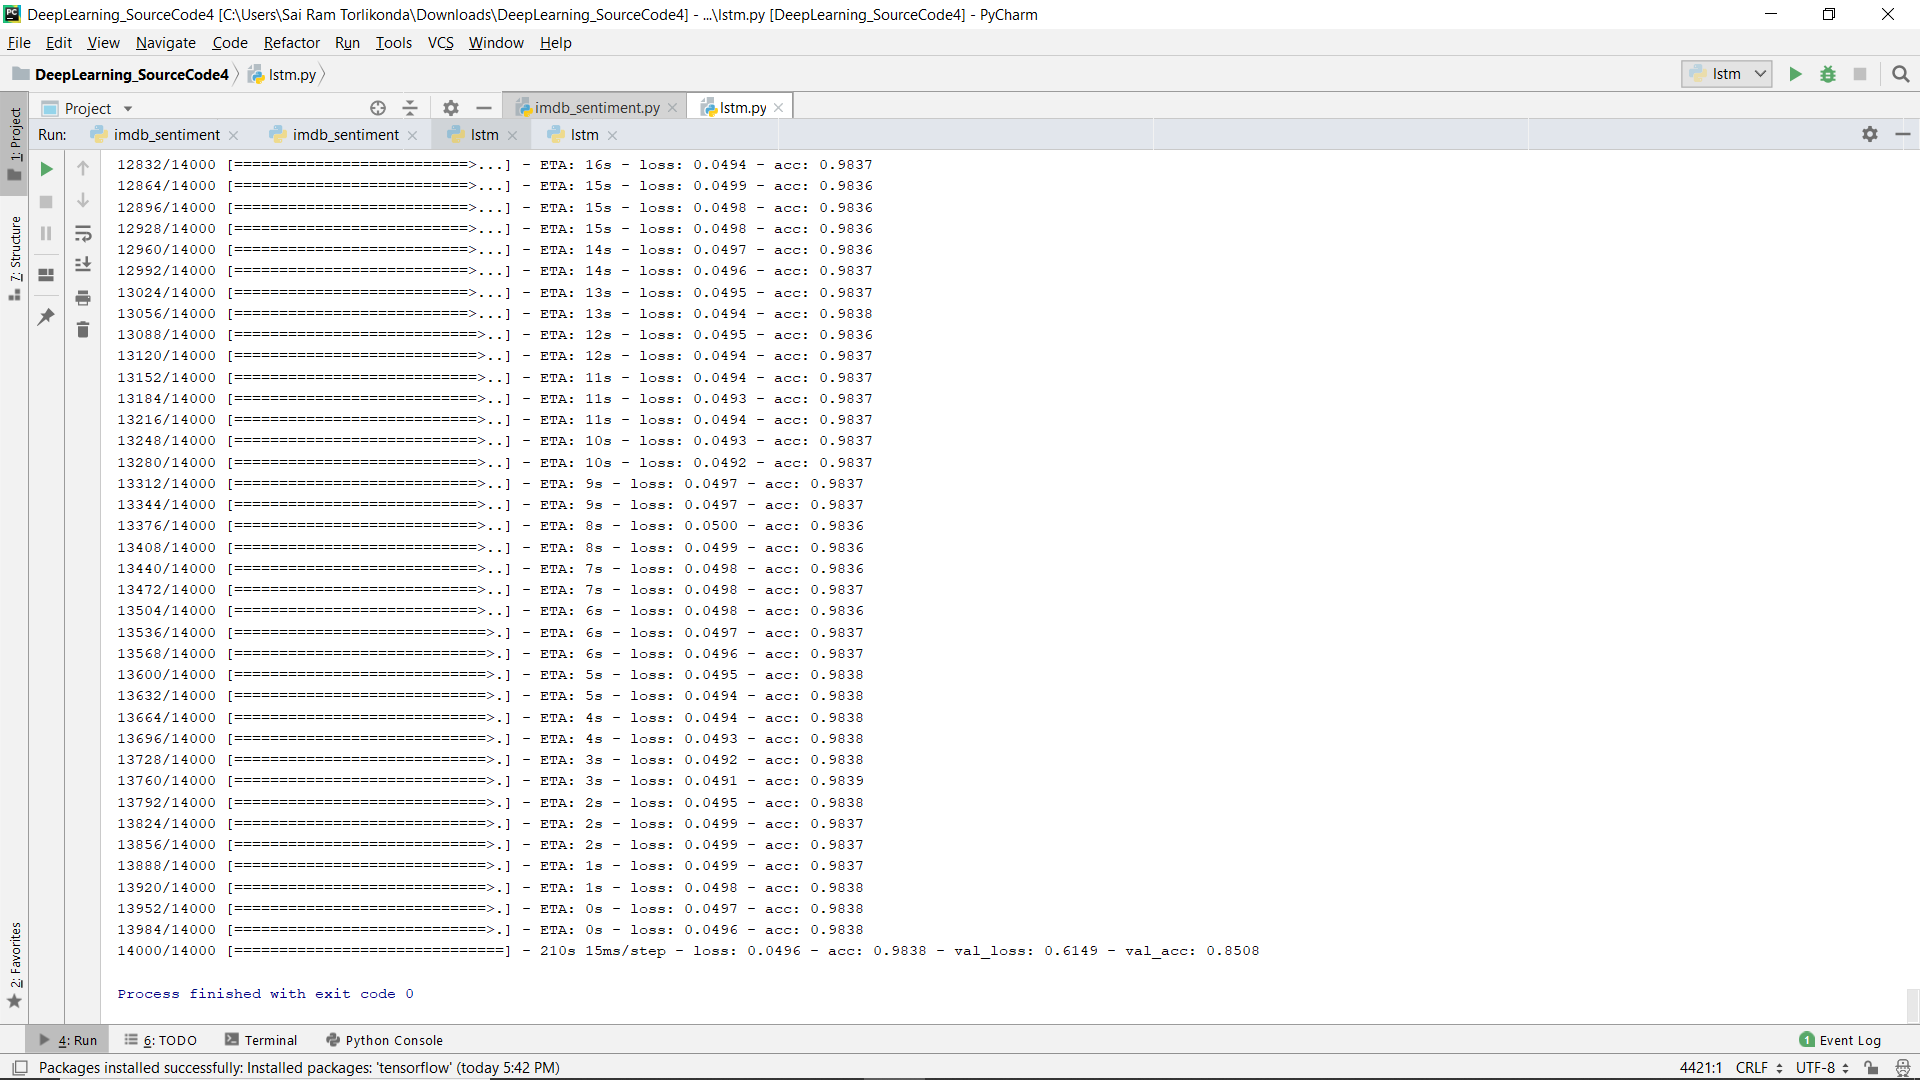 DeepLearning_SourceCode4 [C:\Users\Sai Ram Torlikonda\Downloads\DeepLearning_SourceCode4] - ...\lstm.py [DeepLearning_SourceCode4] - PyCharm
File Edit View Navigate Code Refactor Run Tools VCS Window Help
DeepLearning_SourceCode4 lstm.py lstm
Project imdb_sentiment.py lstm.py
Run: imdb_sentiment imdb_sentiment lstm lstm
1: Project
7: Structure
2: Favorites
12832/14000 [==========================>...] - ETA: 16s - loss: 0.0494 - acc: 0.9837
12864/14000 [==========================>...] - ETA: 15s - loss: 0.0499 - acc: 0.9836
12896/14000 [==========================>...] - ETA: 15s - loss: 0.0498 - acc: 0.9836
12928/14000 [==========================>...] - ETA: 15s - loss: 0.0498 - acc: 0.9836
12960/14000 [==========================>...] - ETA: 14s - loss: 0.0497 - acc: 0.9836
12992/14000 [==========================>...] - ETA: 14s - loss: 0.0496 - acc: 0.9837
13024/14000 [==========================>...] - ETA: 13s - loss: 0.0495 - acc: 0.9837
13056/14000 [==========================>...] - ETA: 13s - loss: 0.0494 - acc: 0.9838
13088/14000 [===========================>..] - ETA: 12s - loss: 0.0495 - acc: 0.9836
13120/14000 [===========================>..] - ETA: 12s - loss: 0.0494 - acc: 0.9837
13152/14000 [===========================>..] - ETA: 11s - loss: 0.0494 - acc: 0.9837
13184/14000 [===========================>..] - ETA: 11s - loss: 0.0493 - acc: 0.9837
13216/14000 [===========================>..] - ETA: 11s - loss: 0.0494 - acc: 0.9837
13248/14000 [===========================>..] - ETA: 10s - loss: 0.0493 - acc: 0.9837
13280/14000 [===========================>..] - ETA: 10s - loss: 0.0492 - acc: 0.9837
13312/14000 [===========================>..] - ETA: 9s - loss: 0.0497 - acc: 0.9837
13344/14000 [===========================>..] - ETA: 9s - loss: 0.0497 - acc: 0.9837
13376/14000 [===========================>..] - ETA: 8s - loss: 0.0500 - acc: 0.9836
13408/14000 [===========================>..] - ETA: 8s - loss: 0.0499 - acc: 0.9836
13440/14000 [===========================>..] - ETA: 7s - loss: 0.0498 - acc: 0.9836
13472/14000 [===========================>..] - ETA: 7s - loss: 0.0498 - acc: 0.9837
13504/14000 [===========================>..] - ETA: 6s - loss: 0.0498 - acc: 0.9836
13536/14000 [============================>.] - ETA: 6s - loss: 0.0497 - acc: 0.9837
13568/14000 [============================>.] - ETA: 6s - loss: 0.0496 - acc: 0.9837
13600/14000 [============================>.] - ETA: 5s - loss: 0.0495 - acc: 0.9838
13632/14000 [============================>.] - ETA: 5s - loss: 0.0494 - acc: 0.9838
13664/14000 [============================>.] - ETA: 4s - loss: 0.0494 - acc: 0.9838
13696/14000 [============================>.] - ETA: 4s - loss: 0.0493 - acc: 0.9838
13728/14000 [============================>.] - ETA: 3s - loss: 0.0492 - acc: 0.9838
13760/14000 [============================>.] - ETA: 3s - loss: 0.0491 - acc: 0.9839
13792/14000 [============================>.] - ETA: 2s - loss: 0.0495 - acc: 0.9838
13824/14000 [============================>.] - ETA: 2s - loss: 0.0499 - acc: 0.9837
13856/14000 [============================>.] - ETA: 2s - loss: 0.0499 - acc: 0.9837
13888/14000 [============================>.] - ETA: 1s - loss: 0.0499 - acc: 0.9837
13920/14000 [============================>.] - ETA: 1s - loss: 0.0498 - acc: 0.9838
13952/14000 [============================>.] - ETA: 0s - loss: 0.0497 - acc: 0.9838
13984/14000 [============================>.] - ETA: 0s - loss: 0.0496 - acc: 0.9838
14000/14000 [==============================] - 210s 15ms/step - loss: 0.0496 - acc: 0.9838 - val_loss: 0.6149 - val_acc: 0.8508
Process finished with exit code 0
4: Run 6: TODO Terminal Python Console 1 Event Log
Packages installed successfully: Installed packages: 'tensorflow' (today 5:42 PM) 4421:1 CRLF UTF-8